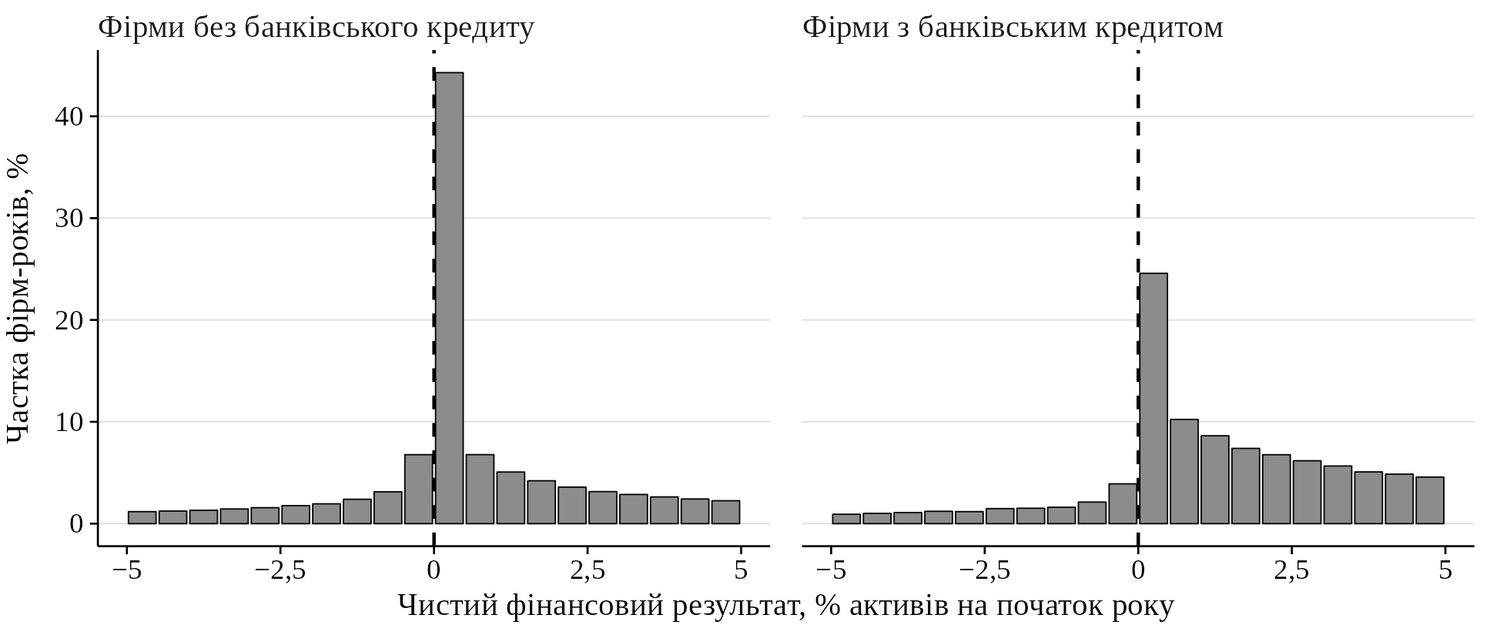 Фірми без банківського кредиту
Фірми з банківським кредитом
Частка фірм-років, %
40
30
20
10
0
−5 −2,5 0 2,5 5
−5 −2,5 0 2,5 5
Чистий фінансовий результат, % активів на початок року